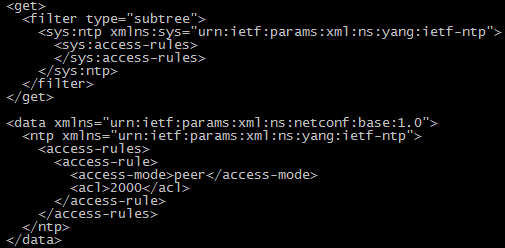 <get>
  <filter type="subtree">
    <sys:ntp xmlns:sys="urn:ietf:params:xml:ns:yang:ietf-ntp">
      <sys:access-rules>
      </sys:access-rules>
    </sys:ntp>
  </filter>
</get>

<data xmlns="urn:ietf:params:xml:ns:netconf:base:1.0">
  <ntp xmlns="urn:ietf:params:xml:ns:yang:ietf-ntp">
    <access-rules>
      <access-rule>
        <access-mode>peer</access-mode>
        <acl>2000</acl>
      </access-rule>
    </access-rules>
  </ntp>
</data>